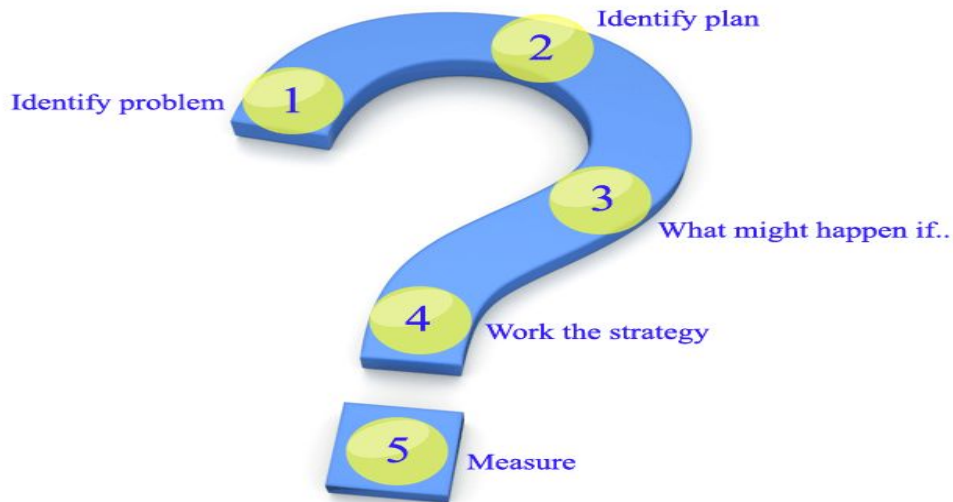 1
Identify problem
2
Identify plan
3
What might happen if..
4
Work the strategy
5
Measure